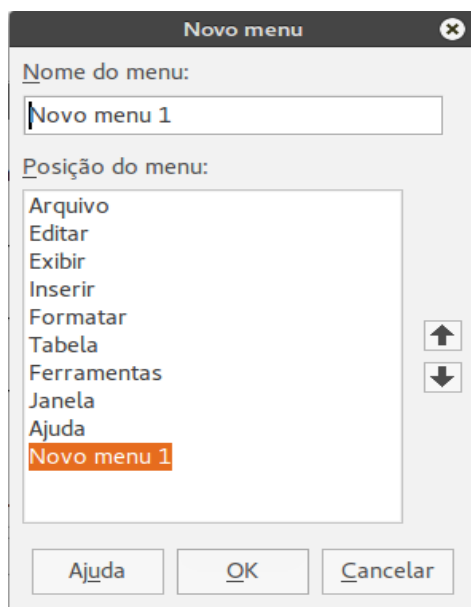 Novo menu
Nome do menu:
Novo menu 1
Posição do menu:
Arquivo
Editar
Exibir
Inserir
Formatar
Tabela
Ferramentas
Janela
Ajuda
Novo menu 1
Ajuda OK Cancelar